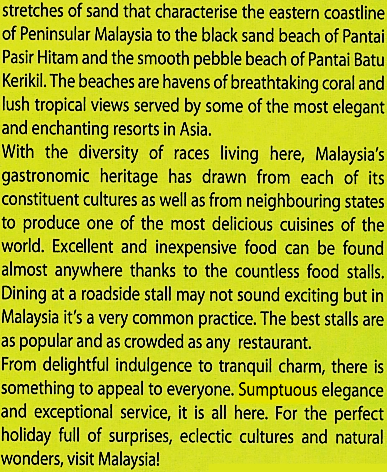 stretches of sand that characterise the eastern coastline
of Peninsular Malaysia to the black sand beach of Pantai
Pasir Hitam and the smooth pebble beach of Pantai Batu
Kerikil. The beaches are havens of breathtaking coral and
lush tropical views served by some of the most elegant
and enchanting resorts in Asia.
With the diversity of races living here, Malaysia's
gastronomic heritage has drawn from each of its
constituent cultures as well as from neighbouring states
to produce one of the most delicious cuisines of the
world. Excellent and inexpensive food can be found
almost anywhere thanks to the countless food stalls.
Dining at a roadside stall may not sound exciting but in
Malaysia it's a very common practice. The best stalls are
as popular and as crowded as any restaurant.
From delightful indulgence to tranquil charm, there is
something to appeal to everyone. Sumptuous elegance
and exceptional service, it is all here. For the perfect
holiday full of surprises, eclectic cultures and natural
wonders, visit Malaysia!